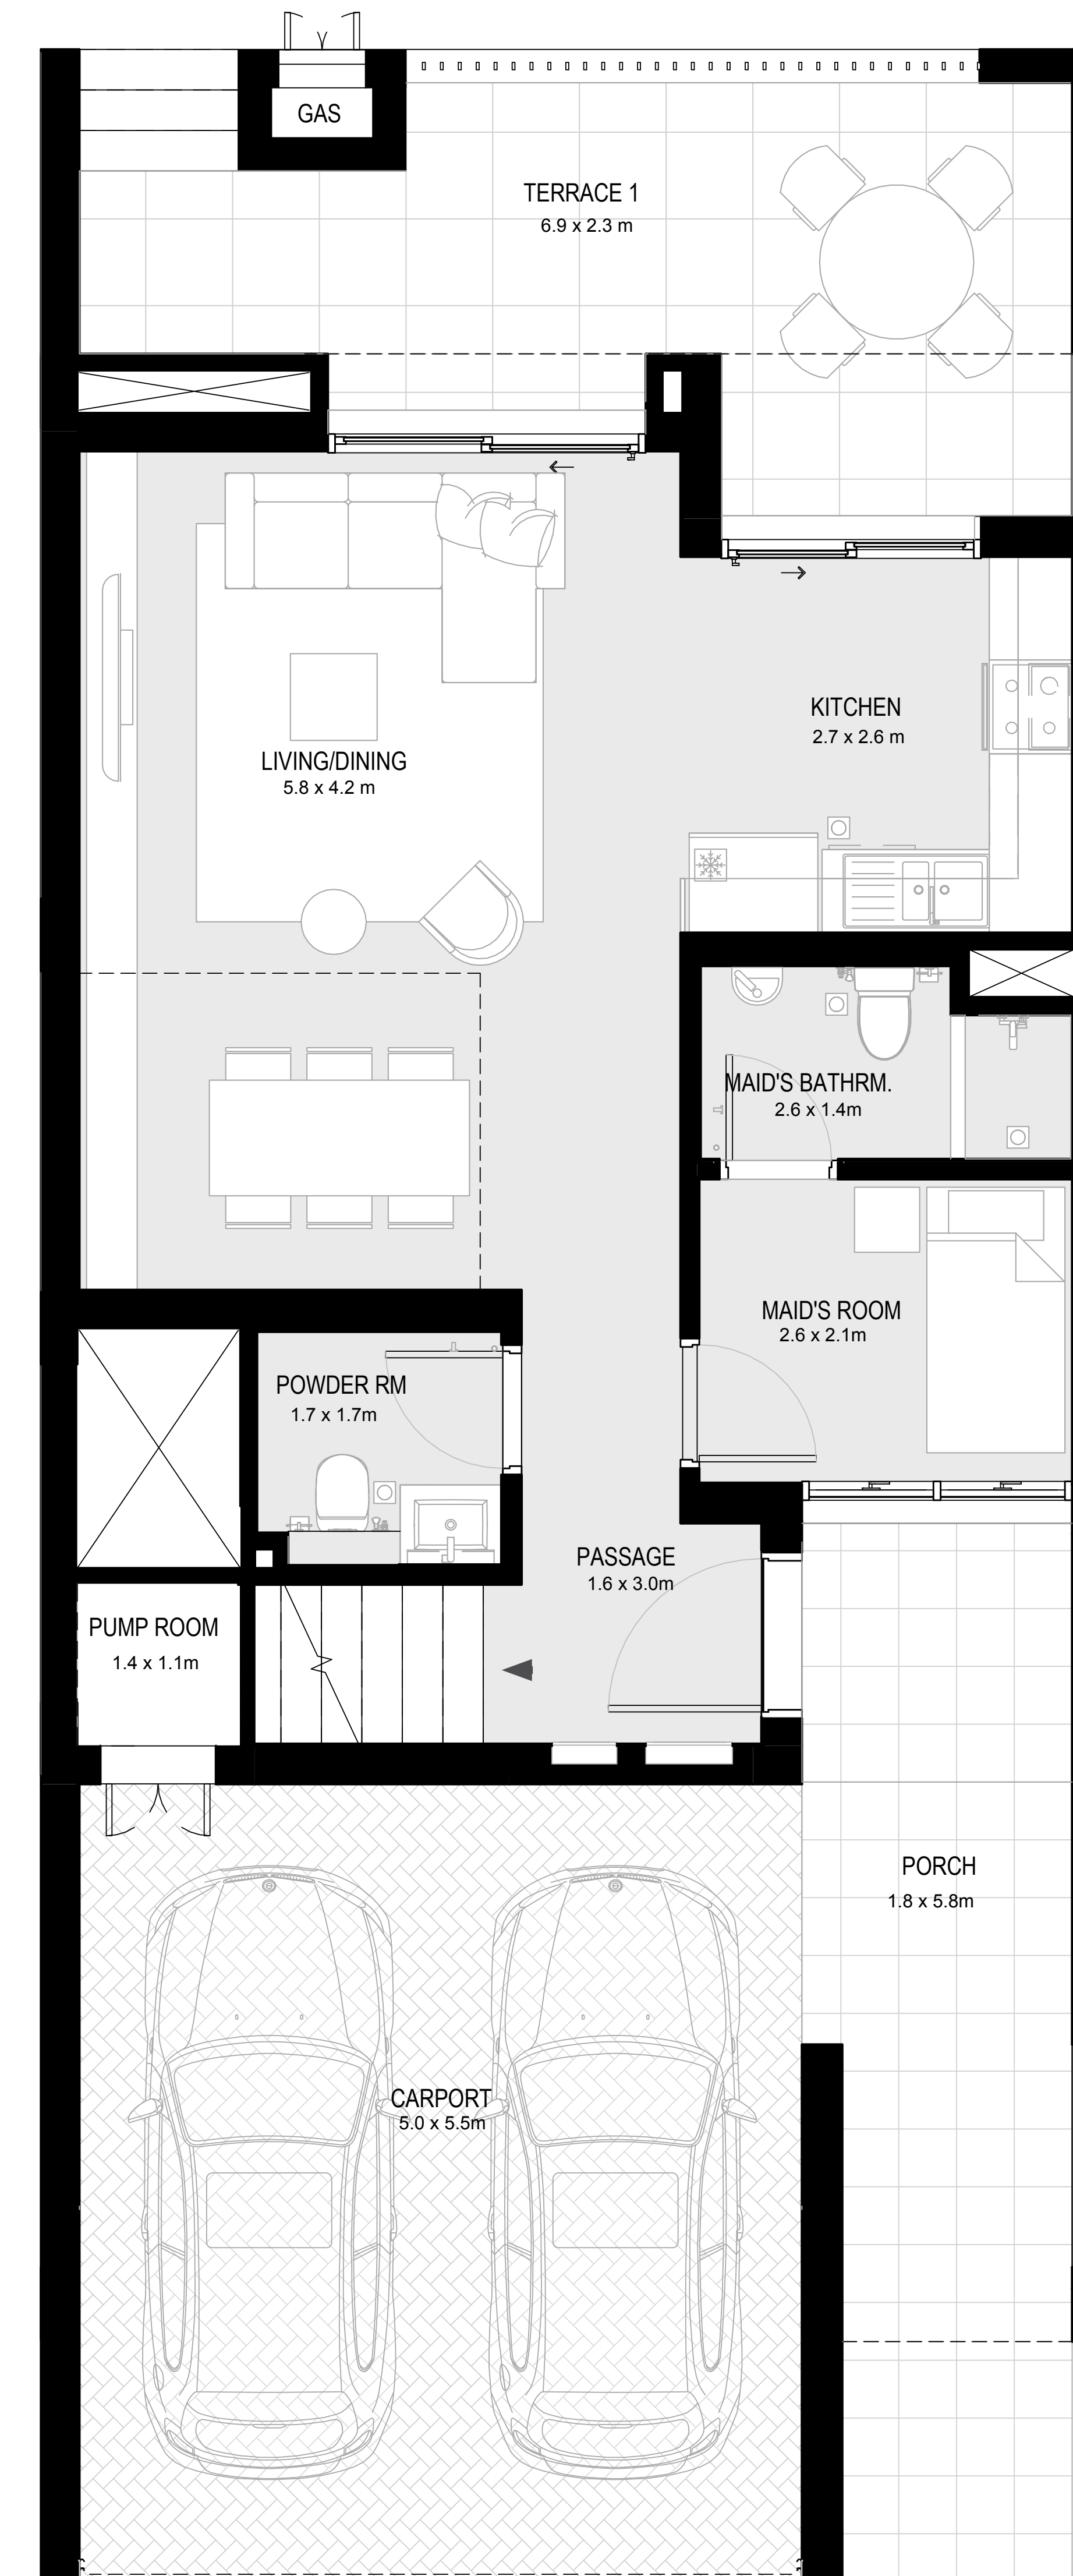 GAS
TERRACE 1
6.9 x 2.3 m
KITCHEN
2.7 x 2.6 m
LIVING/DINING
5.8 x 4.2 m
MAID'S BATHRM.
2.6 x 1.4m
MAID'S ROOM
2.6 x 2.1m
POWDER RM
1.7 x 1.7m
PASSAGE
1.6 x 3.0m
PUMP ROOM
1.4 x 1.1m
PORCH
1.8 x 5.8m
CARPORT
5.0 x 5.5m